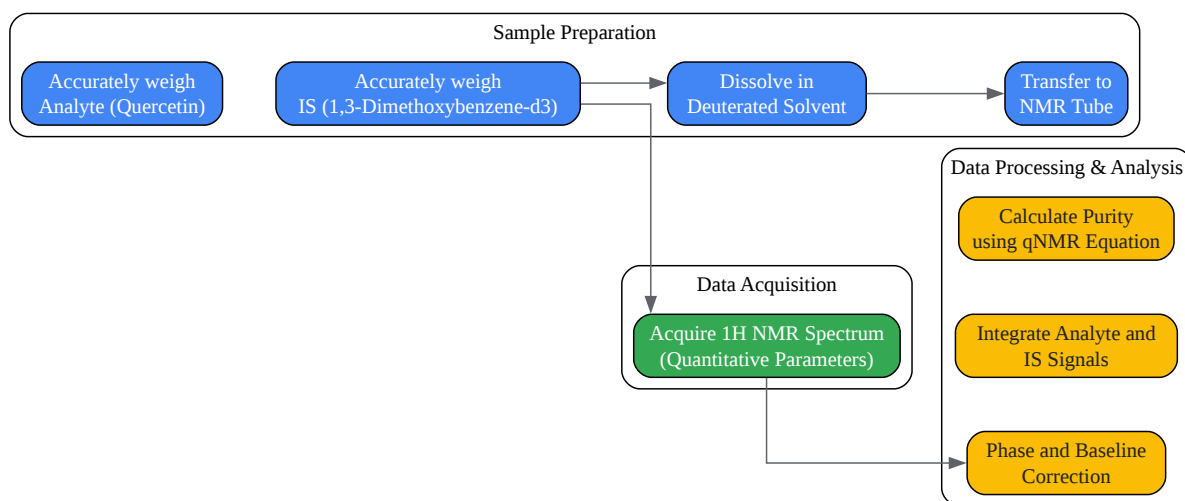 Sample Preparation
Accurately weigh
Analyte (Quercetin)
Accurately weigh
IS (1,3-Dimethoxybenzene-d3)
Dissolve in
Deuterated Solvent
Transfer to
NMR Tube
Data Processing & Analysis
Calculate Purity
using qNMR Equation
Data Acquisition
Acquire 1H NMR Spectrum
(Quantitative Parameters)
Integrate Analyte and
IS Signals
Phase and Baseline
Correction